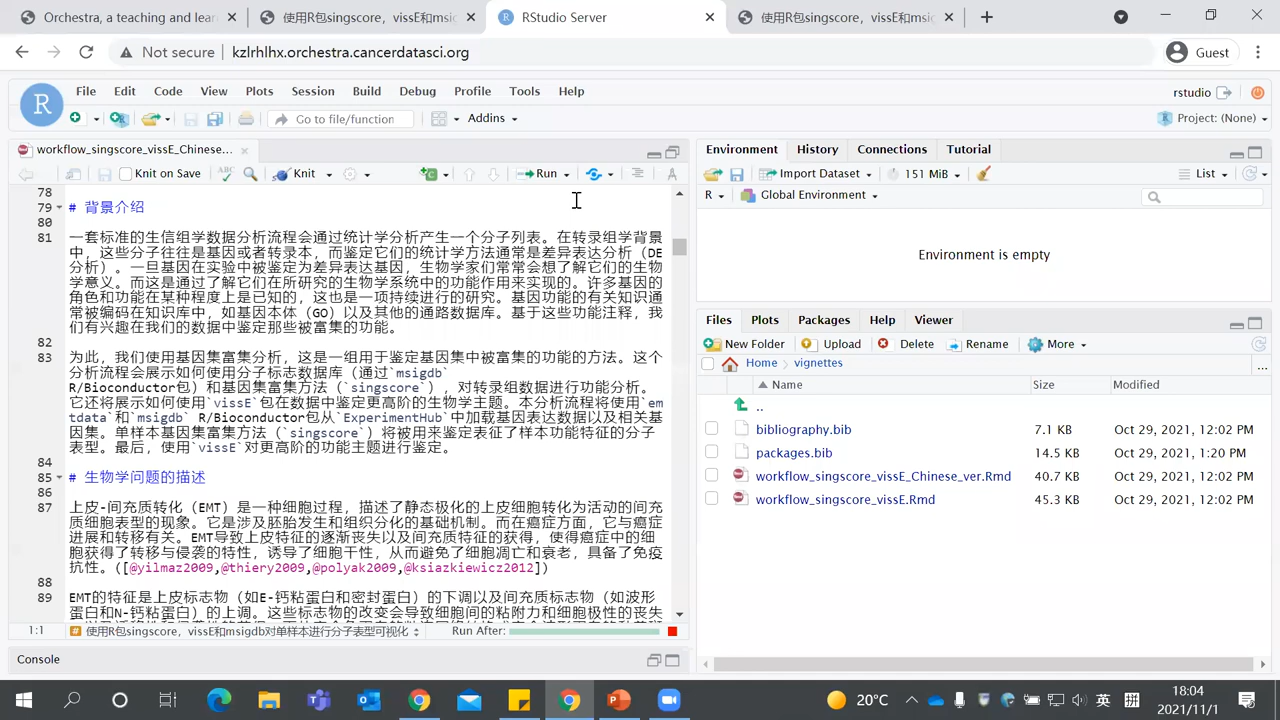 Orchestra, a teaching and lear
使用R包singscore，vissE和msig
RStudio Server
使用R包singscore，vissE和msig
Not secure
kzlrhlhx.orchestra.cancerdatasci.org
Guest
R
File Edit Code View Plots Session Build Debug Profile Tools Help
rstudio
Go to file/function
Addins
Project: (None)
workflow_singscore_vissE_Chinese...
Knit on Save
ABC
Knit
Run
78
79 # 背景介绍
80
81 一套标准的生信组学数据分析流程会通过统计学分析产生一个分子列表。在转录组学背景
中，这些分子往往是基因或者转录本，而鉴定它们的统计学方法通常是差异表达分析（DE
分析）。一旦基因在实验中被鉴定为差异表达基因，生物学家们常常会想了解它们的生物
学意义。而这是通过了解它们在所研究的生物学系统中的功能作用来实现的。许多基因的
角色和功能在某种程度上是已知的，这也是一项持续进行的研究。基因功能的有关知识通
常被编码在知识库中，如基因本体（GO）以及其他的通路数据库。基于这些功能注释，我
们有兴趣在我们的数据中鉴定那些被富集的功能。
82
83 为此，我们使用基因集富集分析，这是一组用于鉴定基因集中被富集的功能的方法。这个
分析流程会展示如何使用分子标志数据库（通过`msigdb`
R/Bioconductor包）和基因集富集方法（`singscore`），对转录组数据进行功能分析。
它还将展示如何使用`vissE`包在数据中鉴定更高阶的生物学主题。本分析流程将使用`em
tdata`和`msigdb` R/Bioconductor包从`ExperimentHub`中加载基因表达数据以及相关基
因集。单样本基因集富集方法（`singscore`）将被用来鉴定表征了样本功能特征的分子
表型。最后，使用`vissE`对更高阶的功能主题进行鉴定。
84
85 # 生物学问题的描述
86
87 上皮-间充质转化（EMT）是一种细胞过程，描述了静态极化的上皮细胞转化为活动的间充
质细胞表型的现象。它是涉及胚胎发生和组织分化的基础机制。而在癌症方面，它与癌症
进展和转移有关。EMT导致上皮特征的逐渐丧失以及间充质特征的获得，使得癌症中的细
胞获得了转移与侵袭的特性，诱导了细胞干性，从而避免了细胞凋亡和衰老，具备了免疫
抗性。([@yilmaz2009,@thiery2009,@polyak2009,@ksiazkiewicz2012])
88
89 EMT的特征是上皮标志物（如E-钙粘蛋白和密封蛋白）的下调以及间充质标志物（如波形
蛋白和N-钙粘蛋白）的上调。这些标志物的改变会导致细胞间的粘附力和细胞极性的丧失
1:1 # 使用R包singscore，vissE和msigdb对单样本进行分子表型可视化 Run After:
Console
Environment History Connections Tutorial
Import Dataset 151 MiB List
R Global Environment
Environment is empty
Files Plots Packages Help Viewer
New Folder Upload Delete Rename More
Home vignettes ...
Name Size Modified
..
bibliography.bib 7.1 KB Oct 29, 2021, 12:02 PM
packages.bib 14.5 KB Oct 29, 2021, 1:20 PM
workflow_singscore_vissE_Chinese_ver.Rmd 40.7 KB Oct 29, 2021, 12:02 PM
workflow_singscore_vissE.Rmd 45.3 KB Oct 29, 2021, 12:02 PM
20°C
英
拼
18:04
2021/11/1